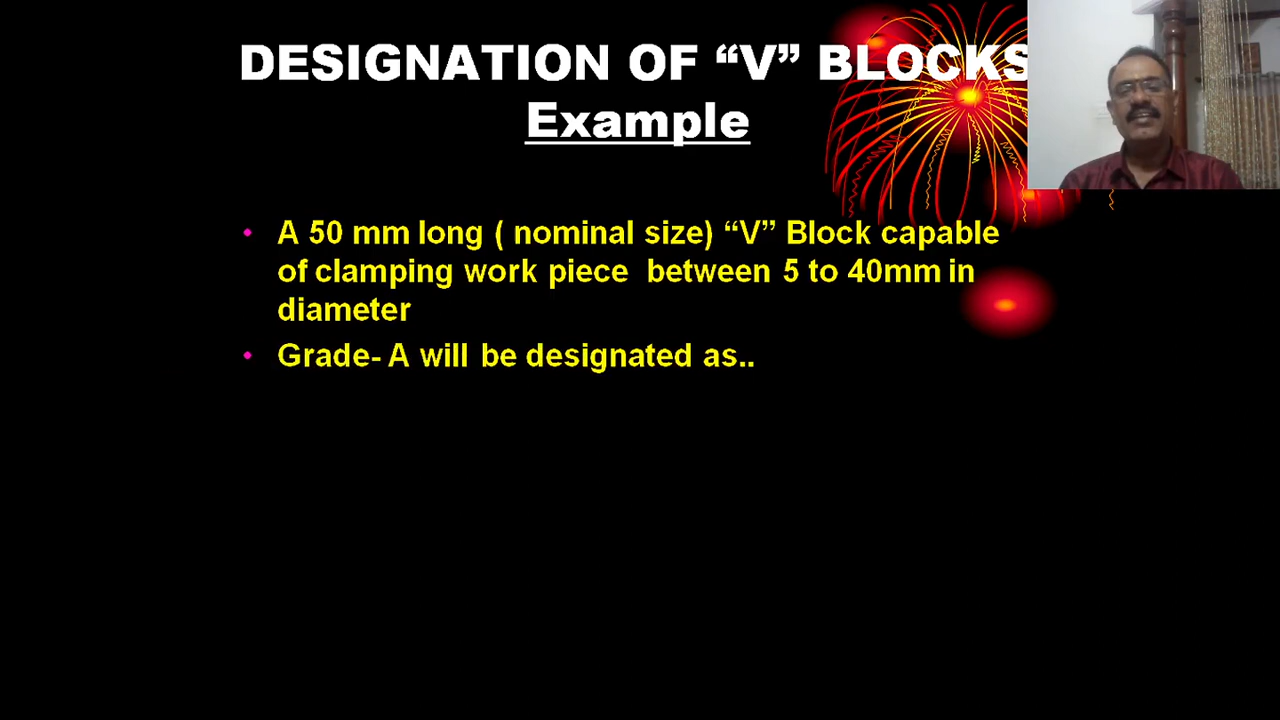 DESIGNATION OF “V” BLOCKS
Example
• A 50 mm long ( nominal size) “V” Block capable
of clamping work piece between 5 to 40mm in
diameter
• Grade- A will be designated as..